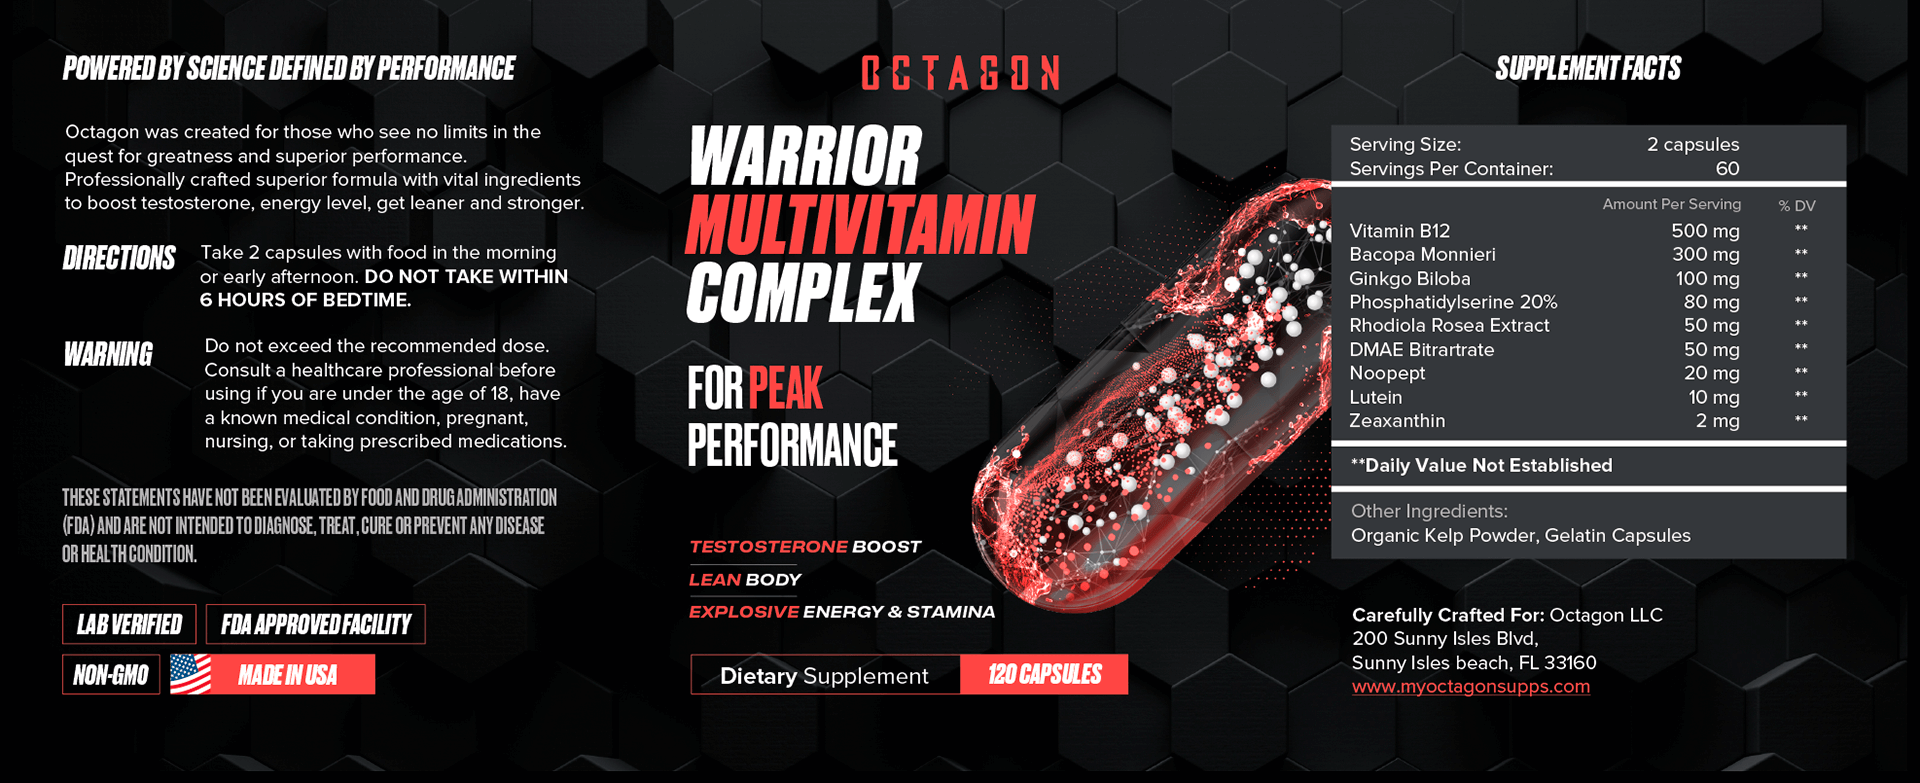 POWERED BY SCIENCE DEFINED BY PERFORMANCE
Octagon was created for those who see no limits in the
quest for greatness and superior performance.
Professionally crafted superior formula with vital ingredients
to boost testosterone, energy level, get leaner and stronger.
DIRECTIONS
Take 2 capsules with food in the morning
or early afternoon. DO NOT TAKE WITHIN
6 HOURS OF BEDTIME.
WARNING
Do not exceed the recommended dose.
Consult a healthcare professional before
using if you are under the age of 18, have
a known medical condition, pregnant,
nursing, or taking prescribed medications.
THESE STATEMENTS HAVE NOT BEEN EVALUATED BY FOOD AND DRUG ADMINISTRATION
(FDA) AND ARE NOT INTENDED TO DIAGNOSE, TREAT, CURE OR PREVENT ANY DISEASE
OR HEALTH CONDITION.
LAB VERIFIED
FDA APPROVED FACILITY
NON-GMO
MADE IN USA
OCTAGON
WARRIOR
MULTIVITAMIN
COMPLEX
FOR PEAK
PERFORMANCE
TESTOSTERONE BOOST
LEAN BODY
EXPLOSIVE ENERGY & STAMINA
Dietary Supplement
120 CAPSULES
SUPPLEMENT FACTS
Serving Size: 2 capsules
Servings Per Container: 60
Amount Per Serving % DV
Vitamin B12 500 mg **
Bacopa Monnieri 300 mg **
Ginkgo Biloba 100 mg **
Phosphatidylserine 20% 80 mg **
Rhodiola Rosea Extract 50 mg **
DMAE Bitrartrate 50 mg **
Noopept 20 mg **
Lutein 10 mg **
Zeaxanthin 2 mg **
**Daily Value Not Established
Other Ingredients:
Organic Kelp Powder, Gelatin Capsules
Carefully Crafted For: Octagon LLC
200 Sunny Isles Blvd,
Sunny Isles beach, FL 33160
www.myoctagonsupps.com